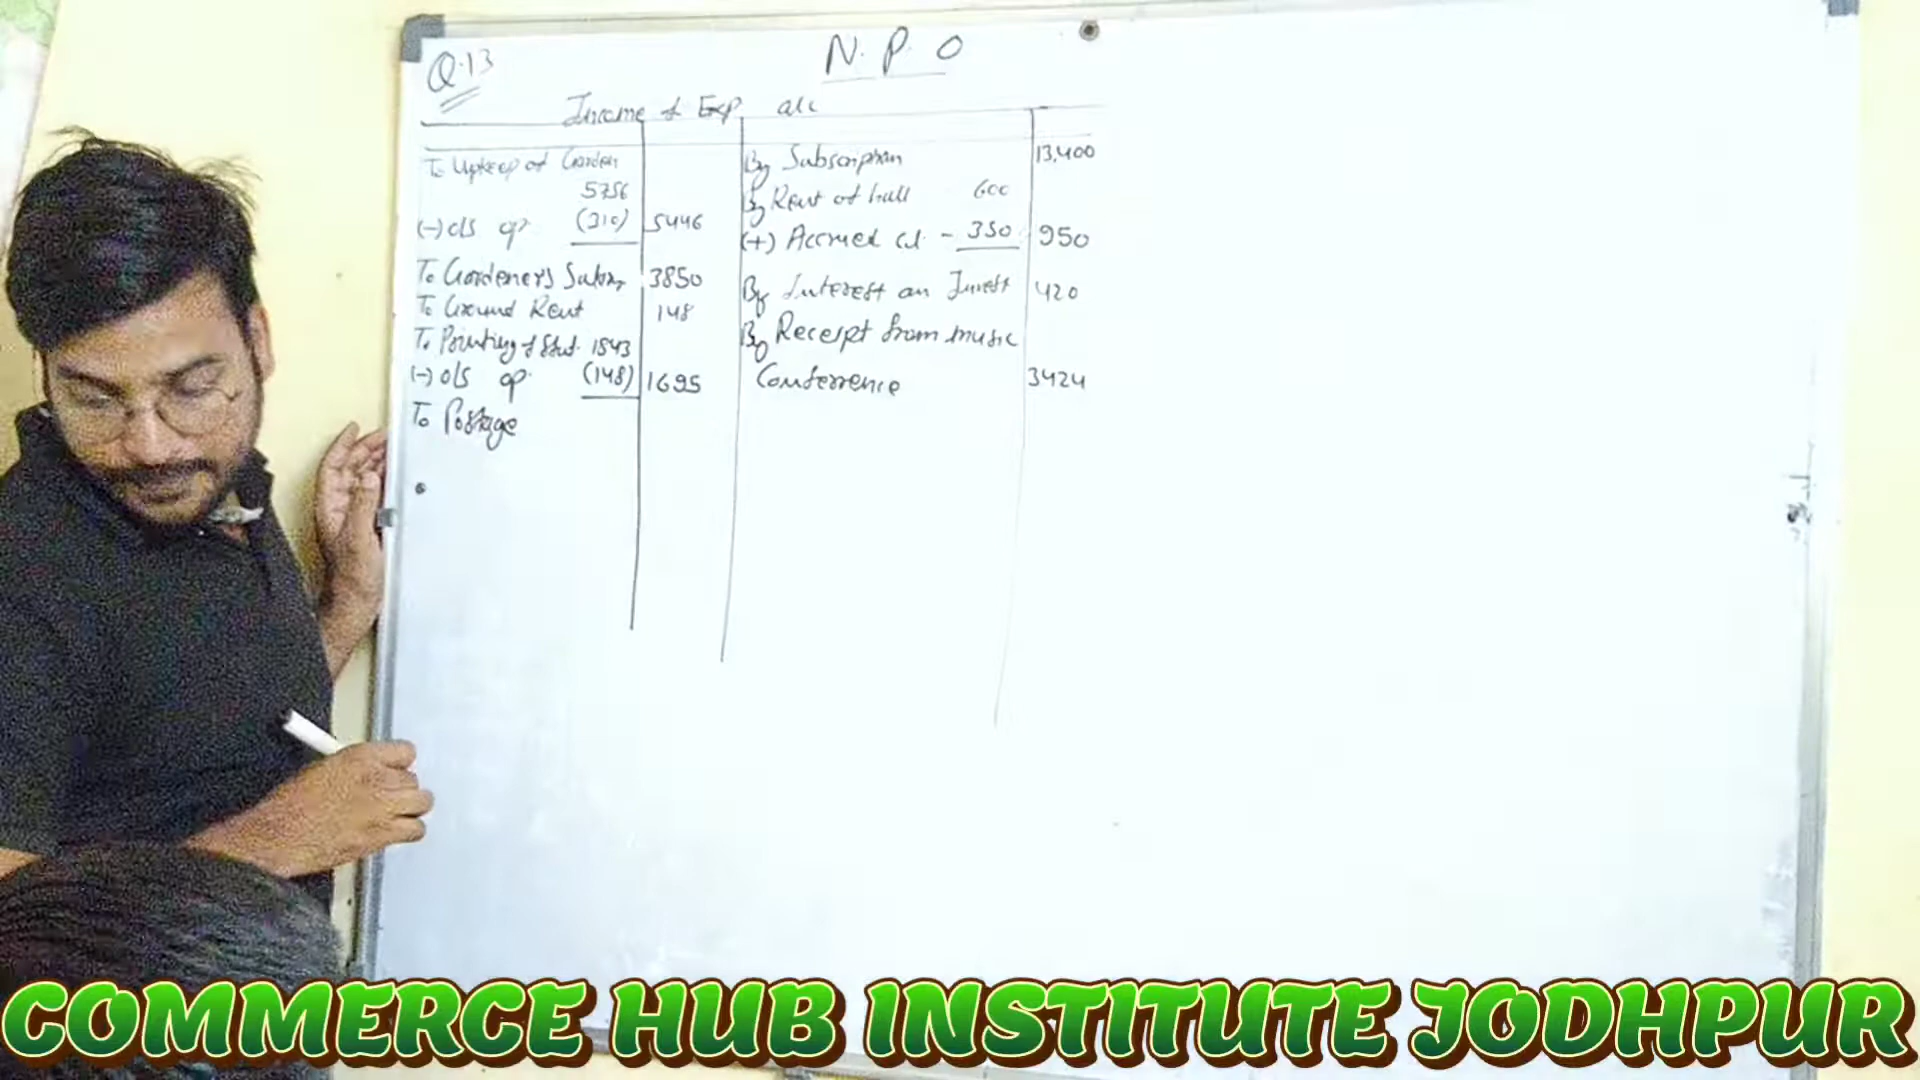 Q.13
N. P. O
Income & Exp. a/c
To Upkeep of Garden
5756
(-) o/s op. (310) 5446
To Gardeners Salary 3850
To Ground Rent 148
To Printing & Stat. 1843
(-) o/s op. (148) 1695
To Postage
By Subscription 13,400
By Rent of hall 600
(+) Accrued cl. - 350 950
By Interest on Invest 420
By Receipt from music
Conferrence 3424
COMMERCE HUB INSTITUTE JODHPUR